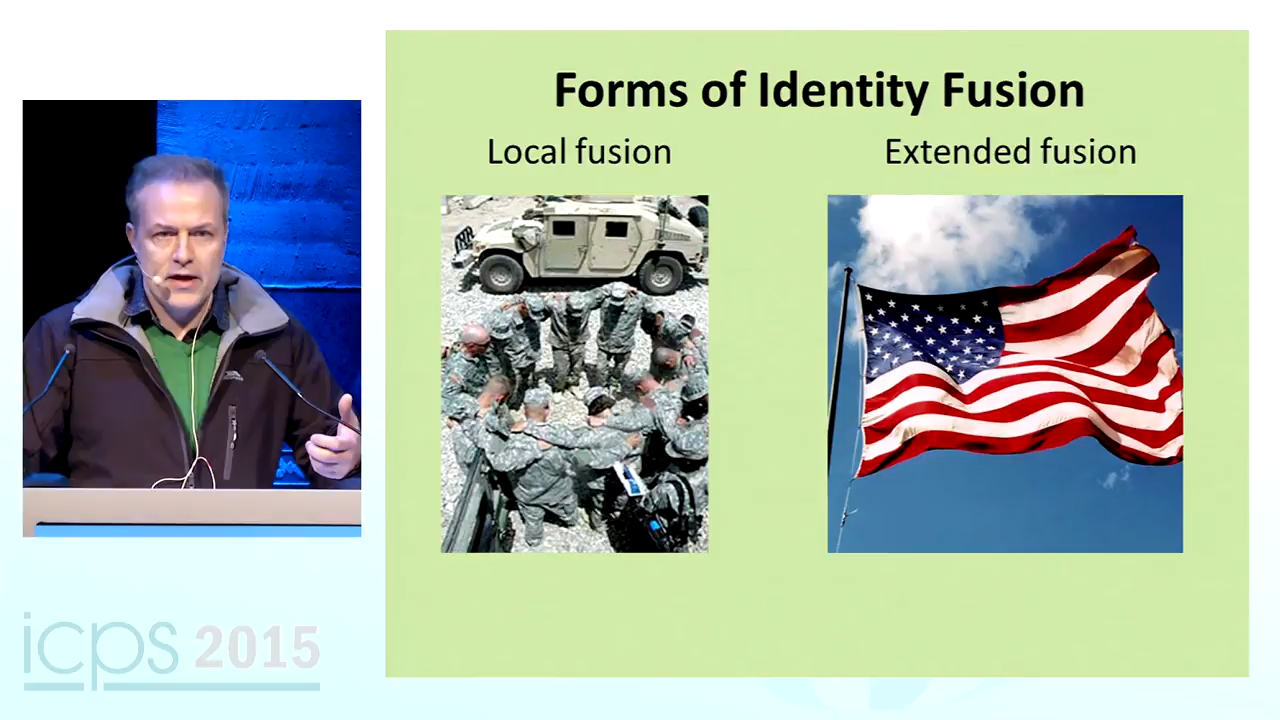 Forms of Identity Fusion
Local fusion
Extended fusion
icps 2015